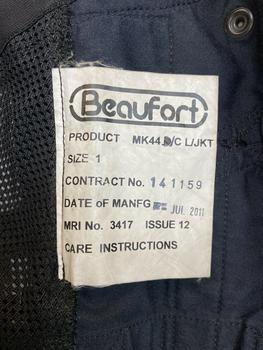 Beaufort
PRODUCT MK44 D/C L/JKT
SIZE 1
CONTRACT No. 141159
DATE of MANFG JUL 2011
MRI No. 3417 ISSUE 12
CARE INSTRUCTIONS